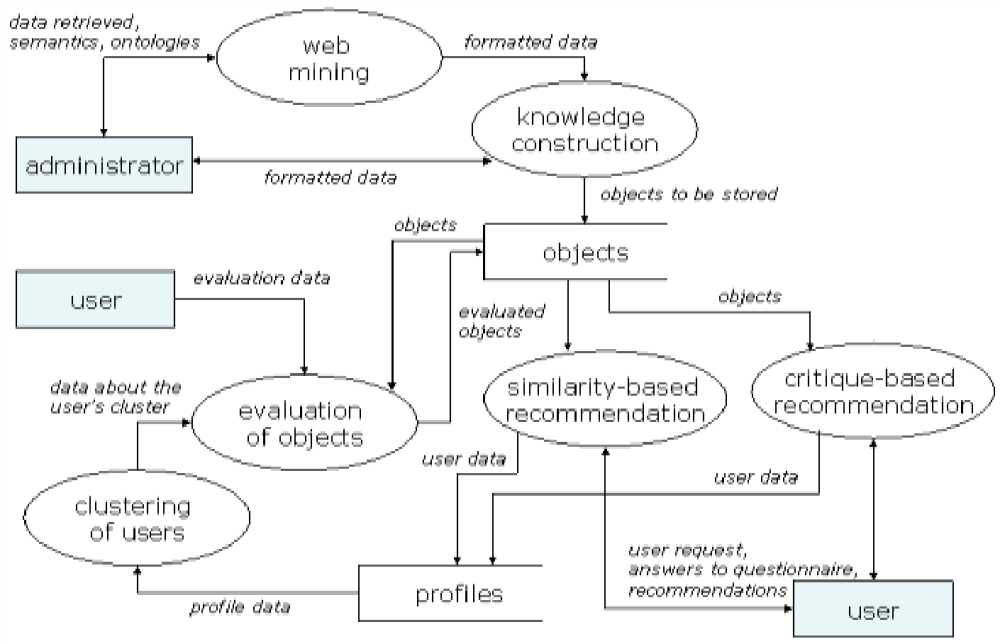 data retrieved,
semantics, ontologies
web
mining
formatted data
knowledge
construction
administrator
formatted data
objects to be stored
objects
objects
user
evaluation data
evaluated
objects
objects
data about the
user's cluster
evaluation
of objects
similarity-based
recommendation
critique-based
recommendation
user data
user data
clustering
of users
user request,
answers to questionnaire,
recommendations
profile data
profiles
user